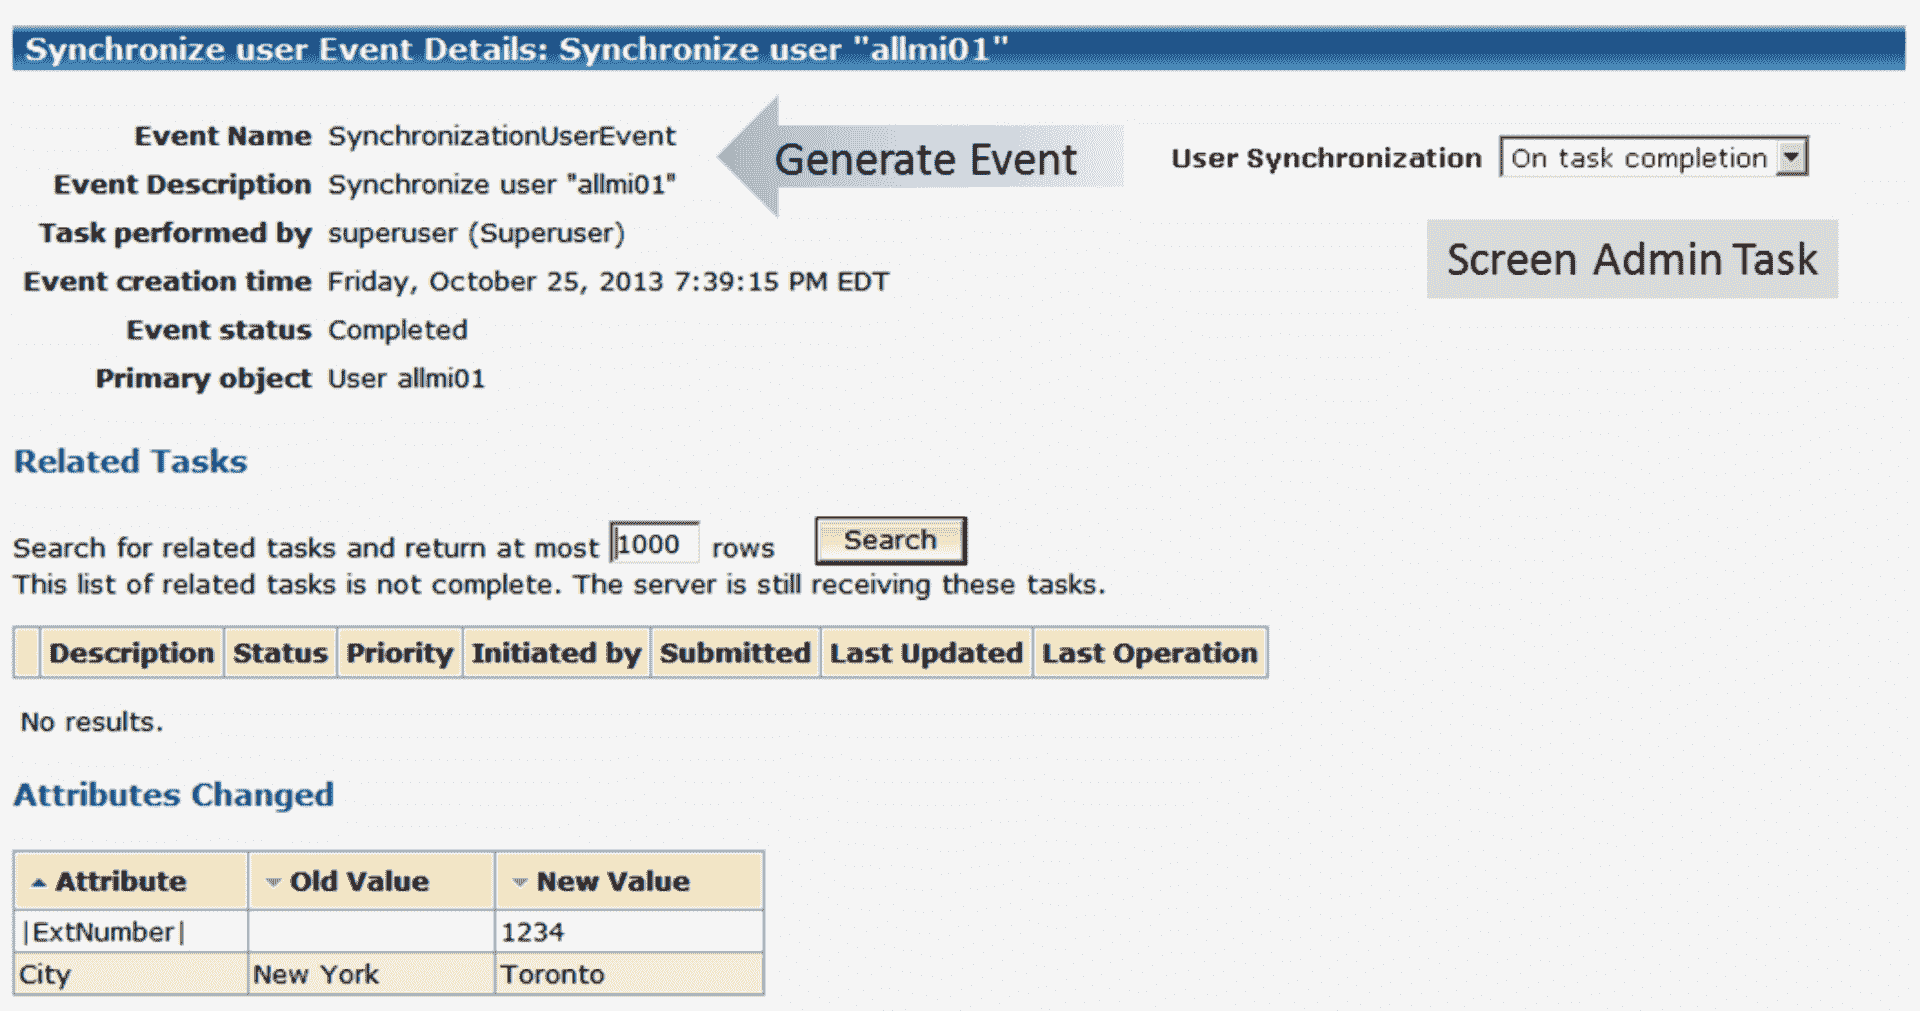 Synchronize user Event Details: Synchronize user "allmi01"
Event Name SynchronizationUserEvent
Event Description Synchronize user "allmi01"
Task performed by superuser (Superuser)
Event creation time Friday, October 25, 2013 7:39:15 PM EDT
Event status Completed
Primary object User allmi01
Generate Event
User Synchronization On task completion
Screen Admin Task
Related Tasks
Search for related tasks and return at most 1000 rows Search
This list of related tasks is not complete. The server is still receiving these tasks.
Description Status Priority Initiated by Submitted Last Updated Last Operation
No results.
Attributes Changed
Attribute Old Value New Value
|ExtNumber| 1234
City New York Toronto